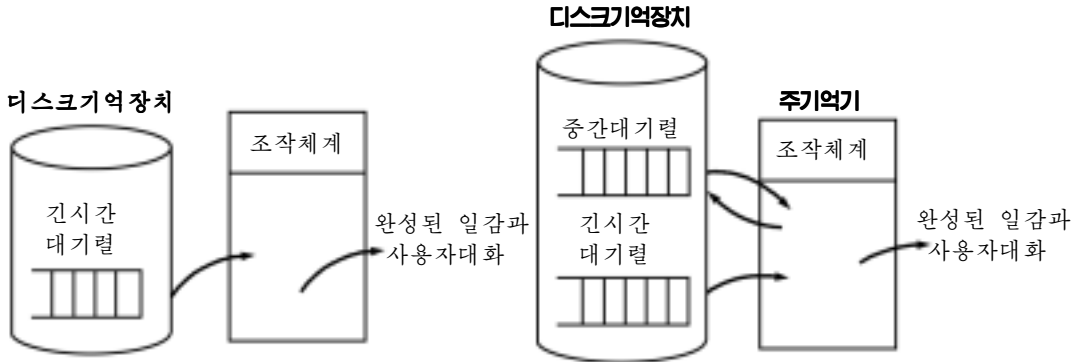 디스크기억장치
조작체계
긴시간
대기렬
완성된 일감과
사용자대화
디스크기억장치
주기억기
중간대기렬
조작체계
긴시간
대기렬
완성된 일감과
사용자대화